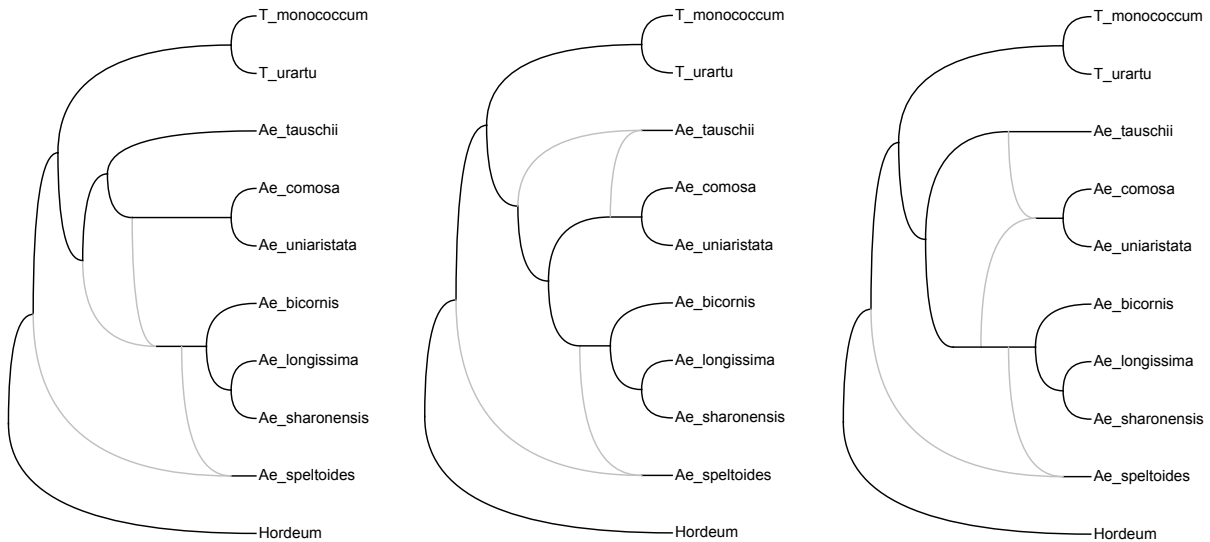 T_monococcum
T_urartu
Ae_tauschii
Ae_comosa
Ae_uniaristata
Ae_bicornis
Ae_longissima
Ae_sharonensis
Ae_speltoides
Hordeum
T_monococcum
T_urartu
Ae_tauschii
Ae_comosa
Ae_uniaristata
Ae_bicornis
Ae_longissima
Ae_sharonensis
Ae_speltoides
Hordeum
T_monococcum
T_urartu
Ae_tauschii
Ae_comosa
Ae_uniaristata
Ae_bicornis
Ae_longissima
Ae_sharonensis
Ae_speltoides
Hordeum